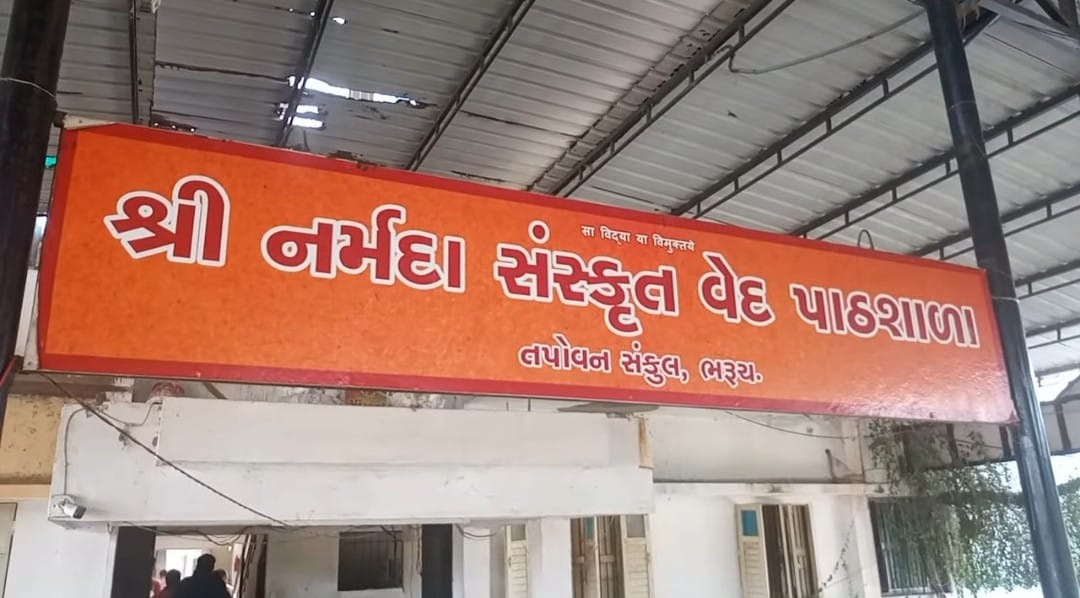 सा विद्‌या या विमुक्तये
શ્રી નર્મદા સંસ્કૃત વેદ પાઠશાળા
તપોવન સંકુલ, ભરૂચ.